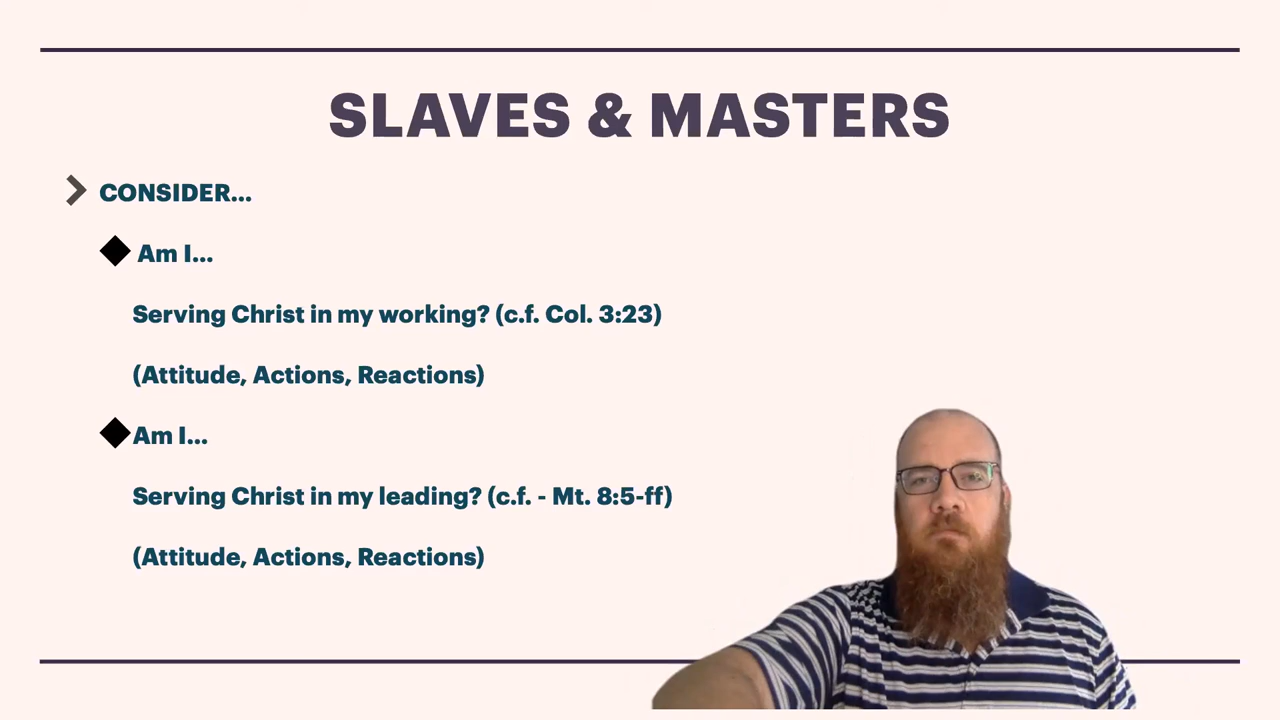 SLAVES & MASTERS
CONSIDER...
Am I...
Serving Christ in my working? (c.f. Col. 3:23)
(Attitude, Actions, Reactions)
Am I...
Serving Christ in my leading? (c.f. - Mt. 8:5-ff)
(Attitude, Actions, Reactions)